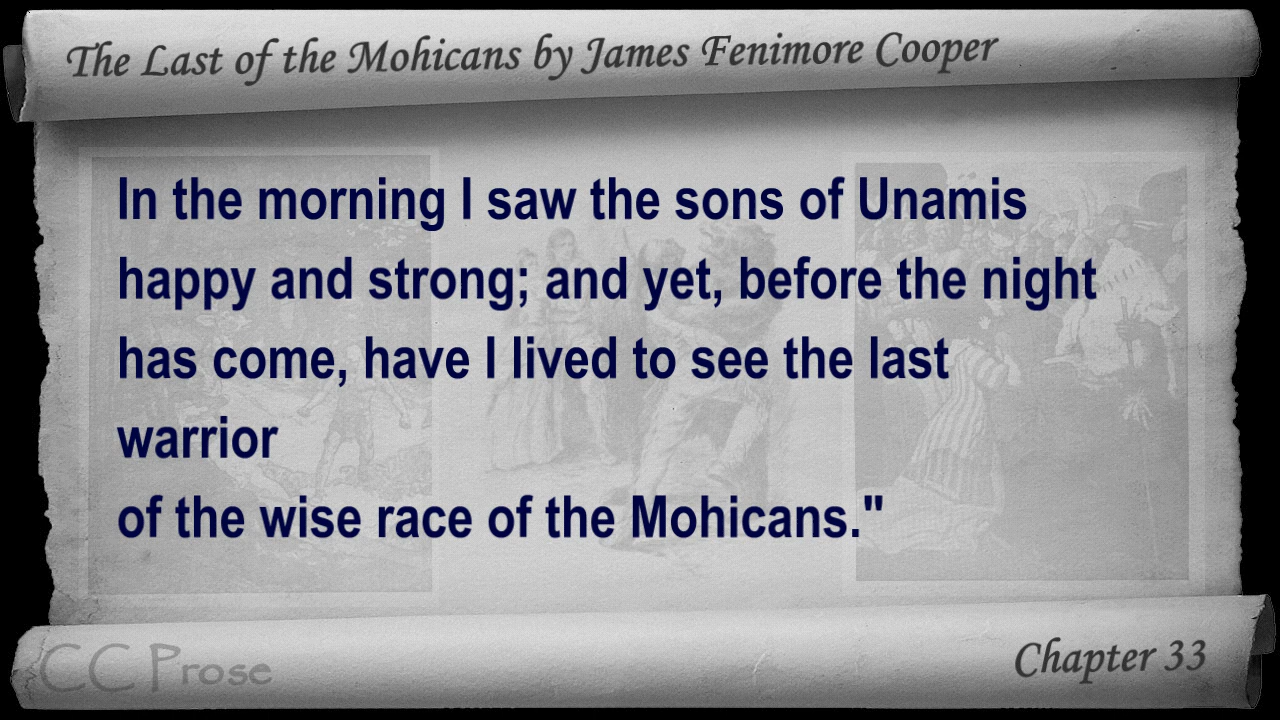 The Last of the Mohicans by James Fenimore Cooper
In the morning I saw the sons of Unamis
happy and strong; and yet, before the night
has come, have I lived to see the last
warrior
of the wise race of the Mohicans."
CC Prose
Chapter 33